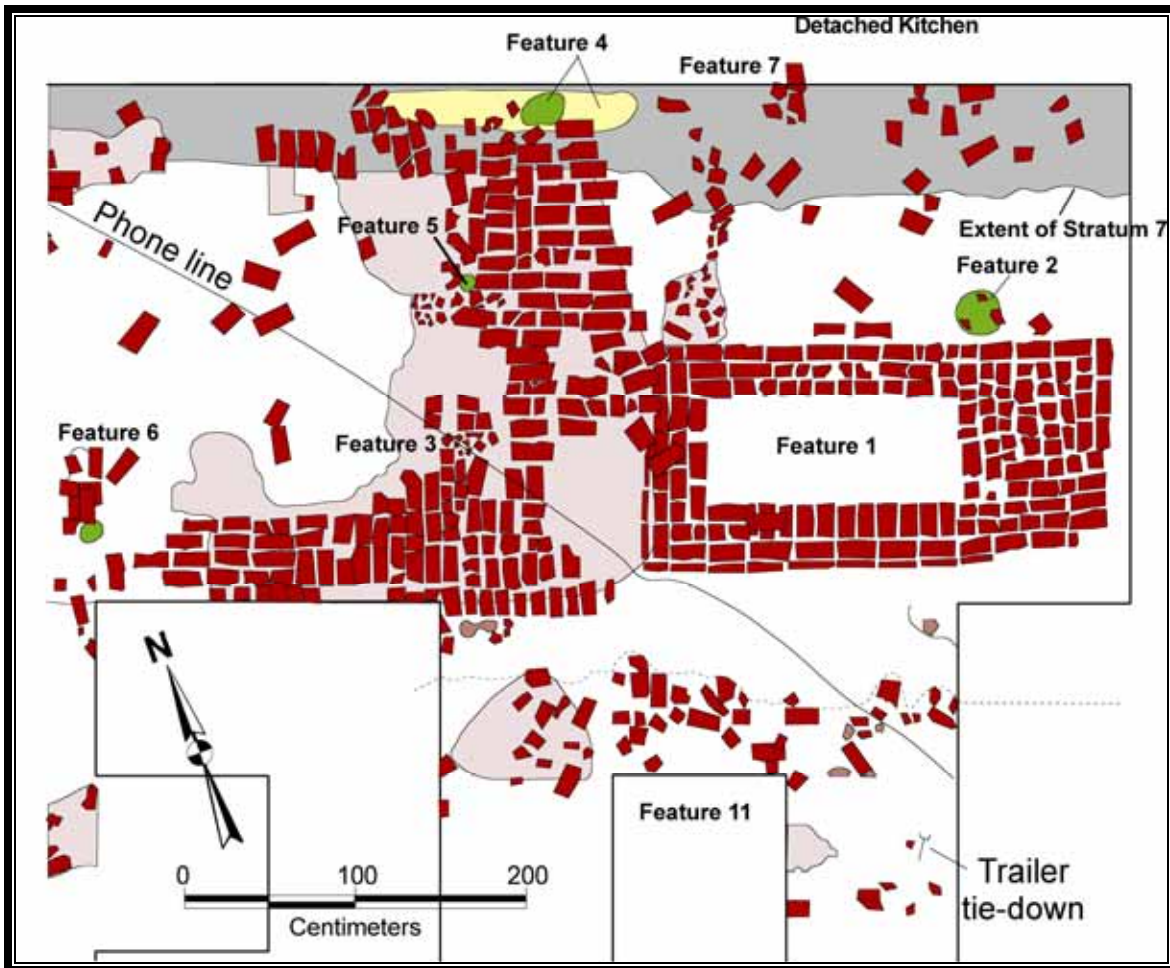 Detached Kitchen
Feature 4
Feature 7
Phone line
Feature 5
Extent of Stratum 7
Feature 2
Feature 6
Feature 3
Feature 1
N
Feature 11
0 100 200
Centimeters
Trailer
tie-down